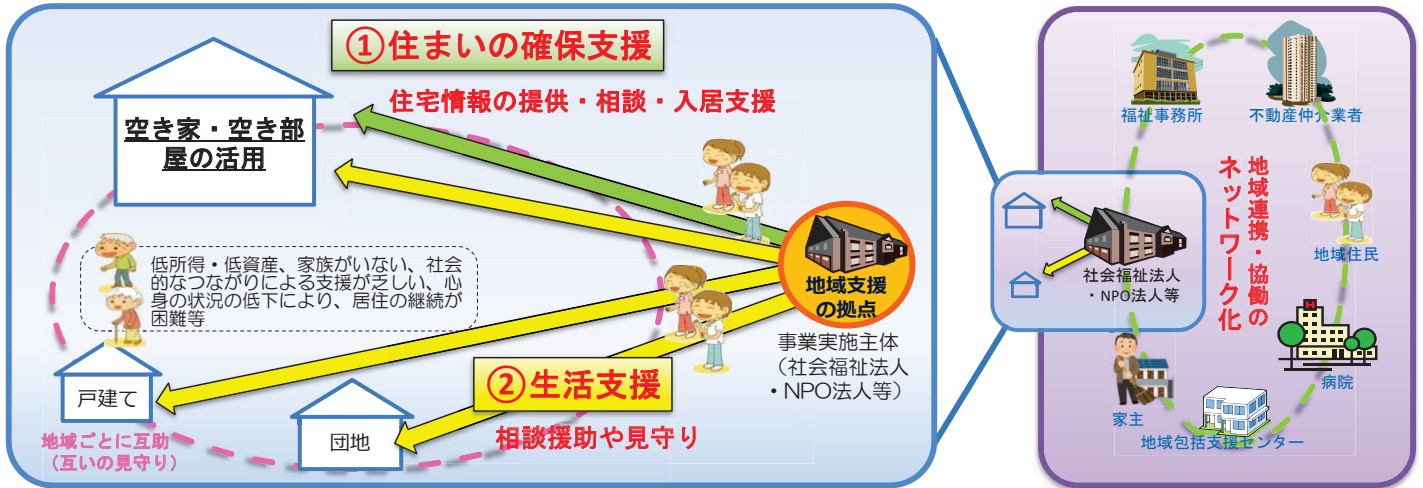 ①住まいの確保支援
住宅情報の提供・相談・入居支援
空き家・空き部
屋の活用
低所得・低資産、家族がいない、社会
的なつながりによる支援が乏しい、心
身の状況の低下により、居住の継続が
困難等
地域支援
の拠点
事業実施主体
（社会福祉法人
・NPO法人等）
戸建て
②生活支援
相談援助や見守り
団地
地域ごとに互助
（互いの見守り）
福祉事務所
不動産仲介業者
地域連携・協働の
ネットワーク化
地域住民
社会福祉法人
・NPO法人等
H
病院
家主
地域包括支援センター